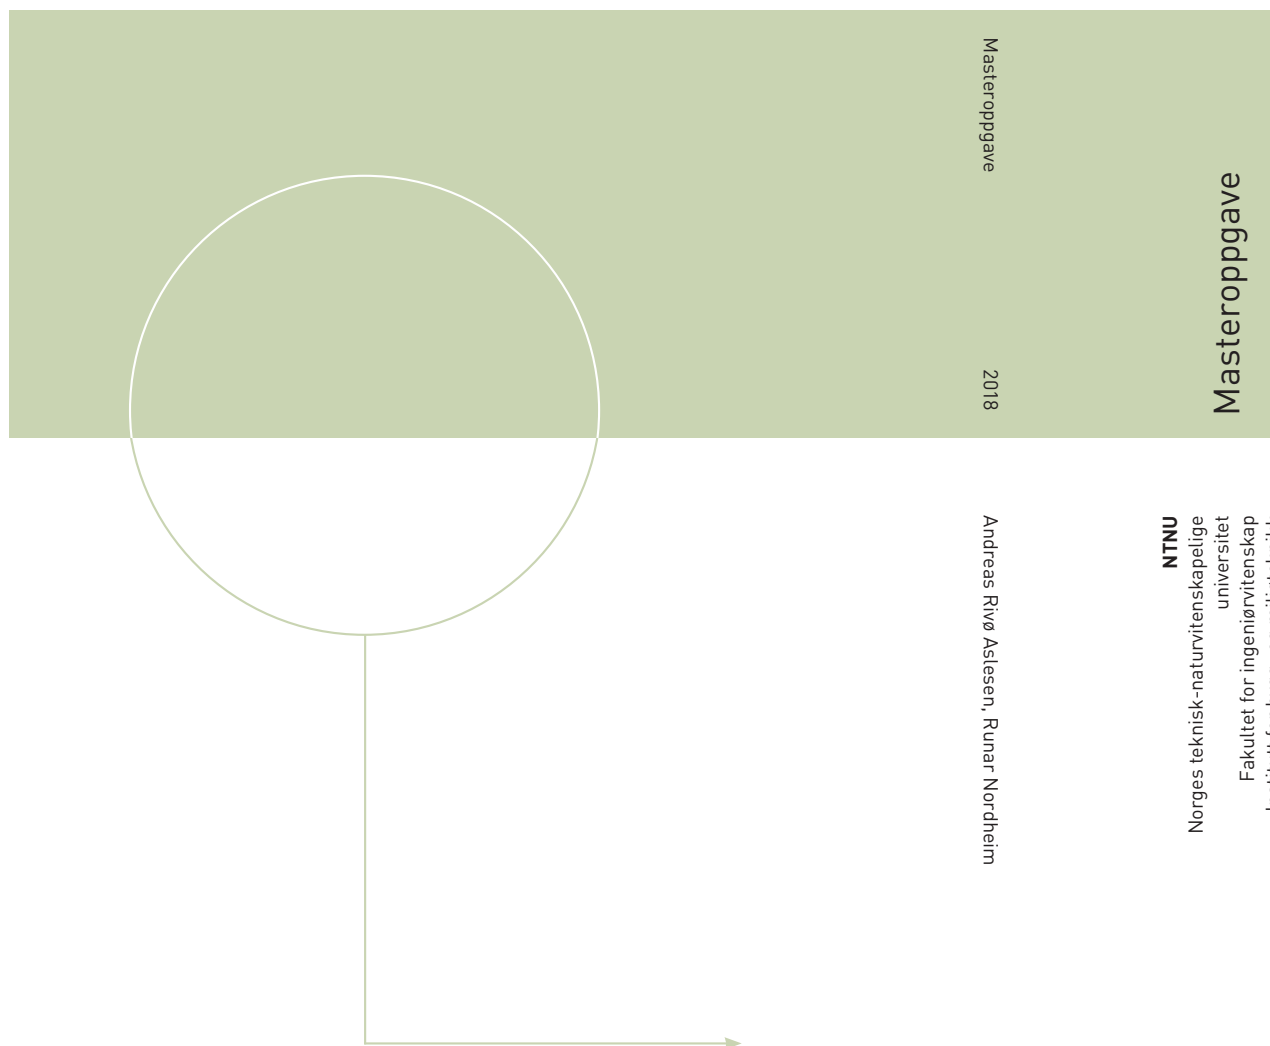 Masteroppgave
2018
Andreas Rivø Aslesen, Runar Nordheim
Masteroppgave
NTNU
Norges teknisk-naturvitenskapelige
universitet
Fakultet for ingeniørvitenskap